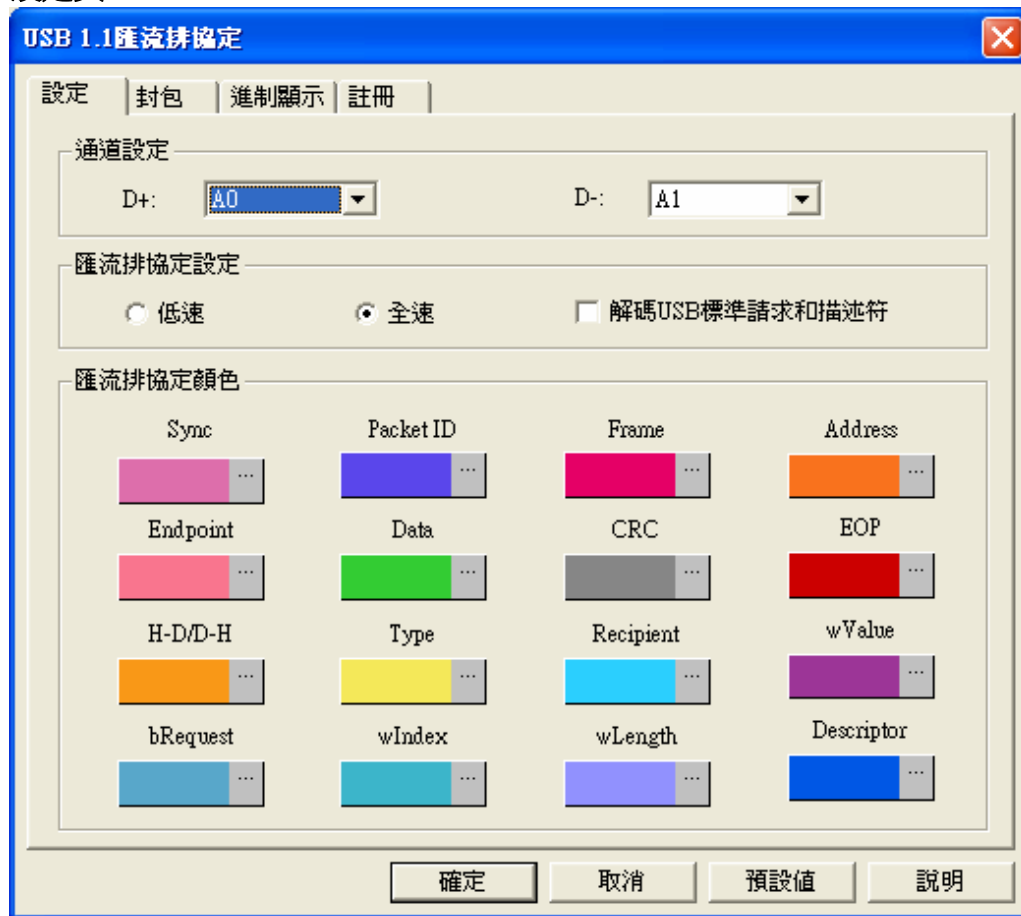 USB 1.1匯流排協定
設定 封包 進制顯示 註冊
通道設定
D+: A0 D-: A1
匯流排協定設定
低速 全速 解碼USB標準請求和描述符
匯流排協定顏色
Sync Packet ID Frame Address
... ... ... ...
Endpoint Data CRC EOP
... ... ... ...
H-D/D-H Type Recipient wValue
... ... ... ...
bRequest wIndex wLength Descriptor
... ... ... ...
確定 取消 預設值 說明